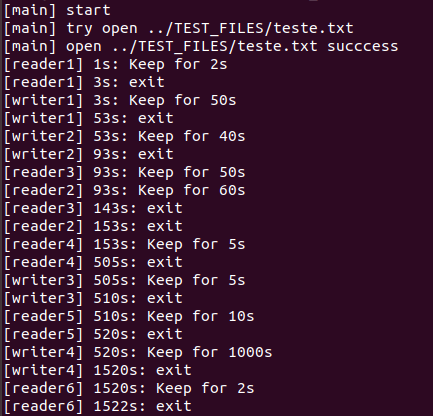 [main] start
[main] try open ../TEST_FILES/teste.txt
[main] open ../TEST_FILES/teste.txt succcess
[reader1] 1s: Keep for 2s
[reader1] 3s: exit
[writer1] 3s: Keep for 50s
[writer1] 53s: exit
[writer2] 53s: Keep for 40s
[writer2] 93s: exit
[reader3] 93s: Keep for 50s
[reader2] 93s: Keep for 60s
[reader3] 143s: exit
[reader2] 153s: exit
[reader4] 153s: Keep for 5s
[reader4] 505s: exit
[writer3] 505s: Keep for 5s
[writer3] 510s: exit
[reader5] 510s: Keep for 10s
[reader5] 520s: exit
[writer4] 520s: Keep for 1000s
[writer4] 1520s: exit
[reader6] 1520s: Keep for 2s
[reader6] 1522s: exit